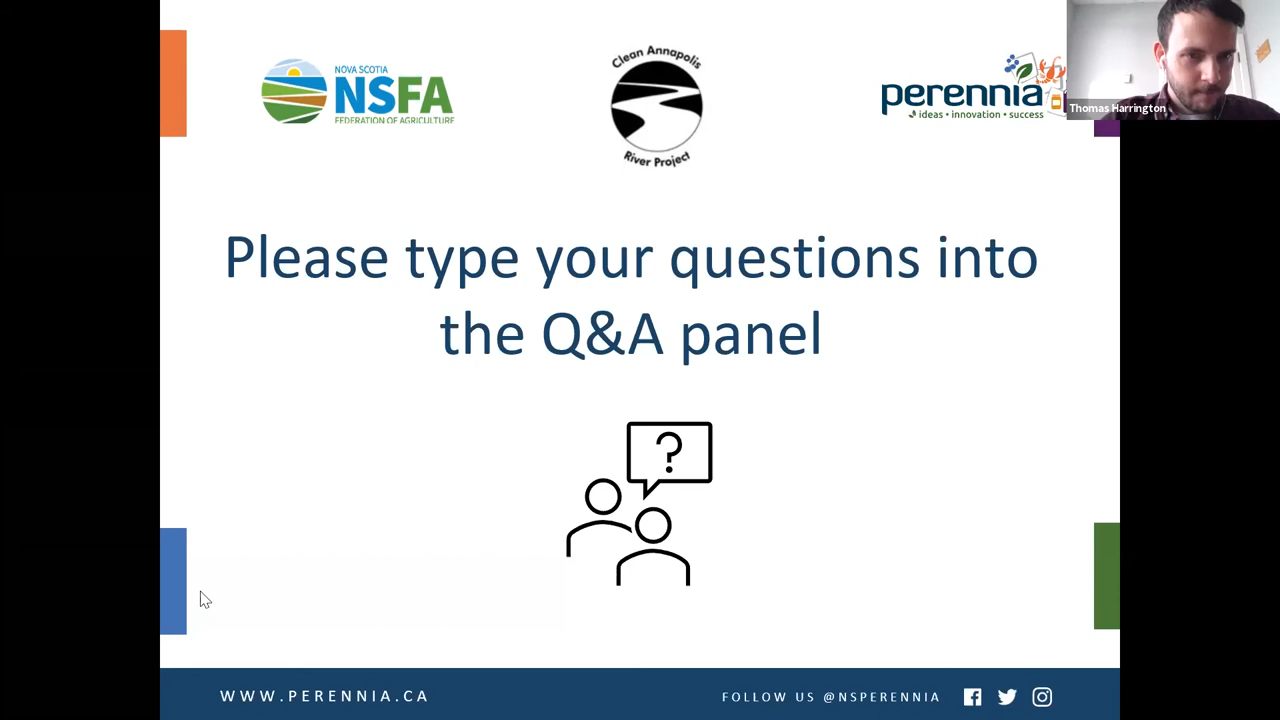 NOVA SCOTIA
NSFA
FEDERATION OF AGRICULTURE
Clean Annapolis
River Project
perennia
ideas • innovation • success
Thomas Harrington
Please type your questions into
the Q&A panel
?
WWW.PERENNIA.CA
FOLLOW US @NSPERENNIA